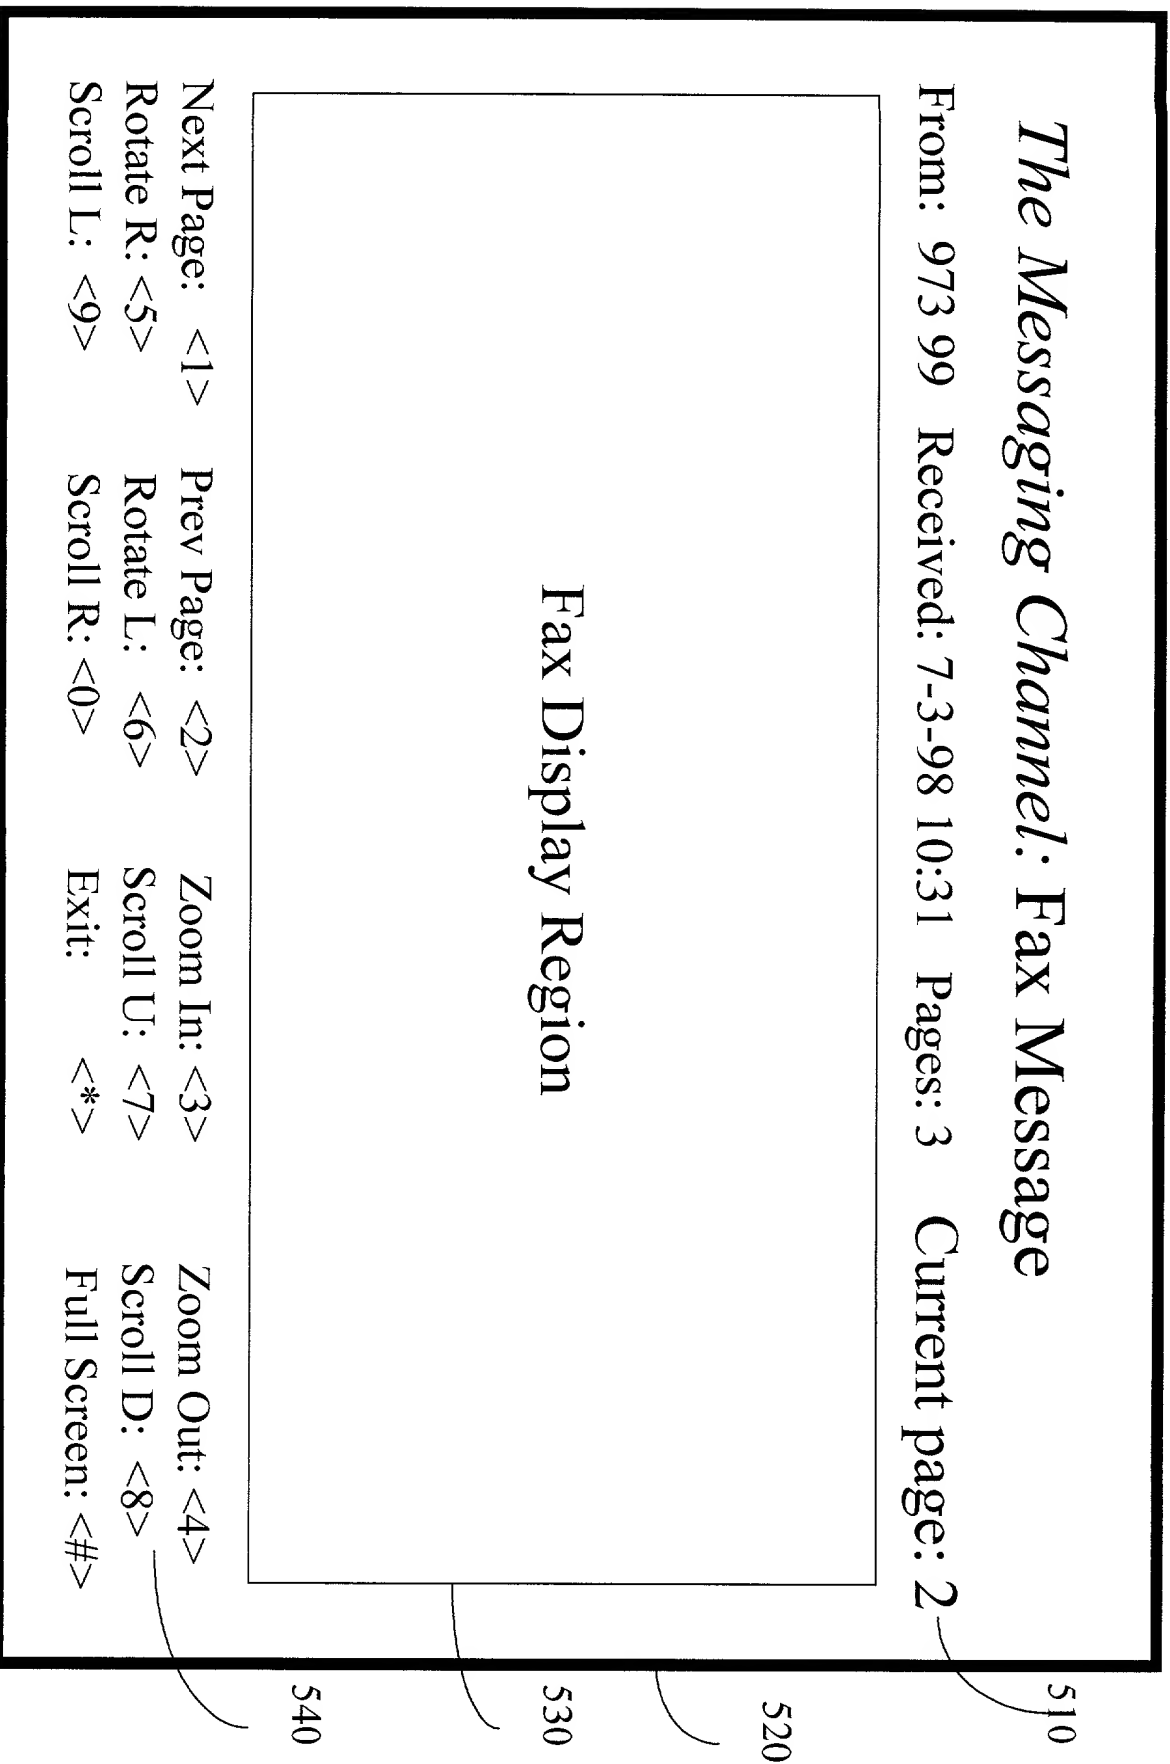 The Messaging Channel: Fax Message
From: 973 99 Received: 7-3-98 10:31 Pages: 3 Current page: 2
Fax Display Region
Next Page: <1> Prev Page: <2> Zoom In: <3> Zoom Out: <4>
Rotate R: <5> Rotate L: <6> Scroll U: <7> Scroll D: <8>
Scroll L: <9> Scroll R: <0> Exit: <*> Full Screen: <#>
510
520
530
540